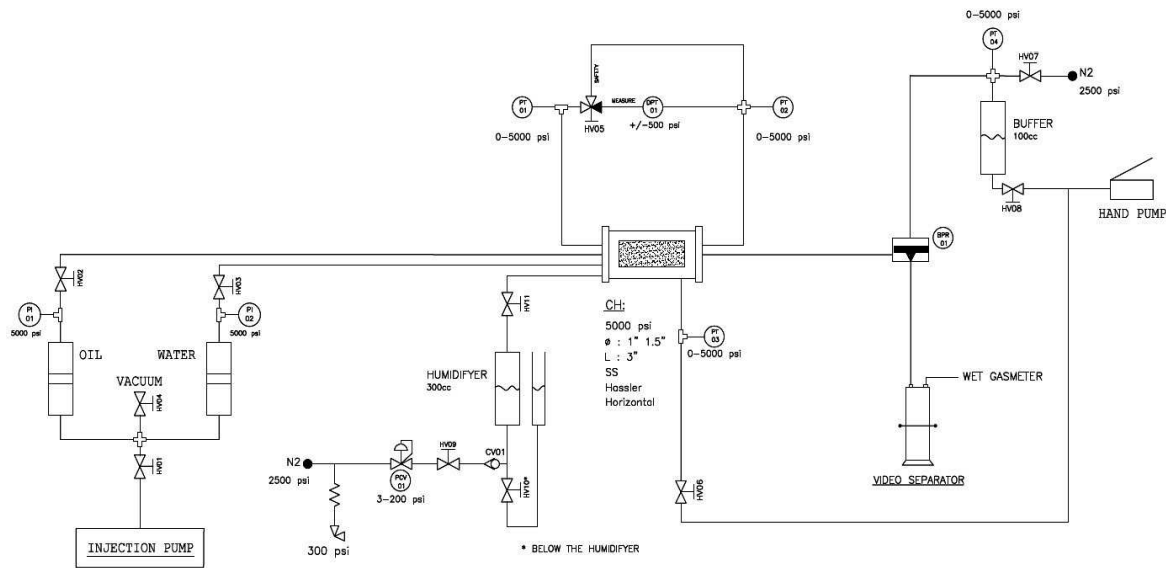 0-5000 psi
PT
04
HV07
N2
2500 psi
SAFETY
PT
01
MEASURE
DPT
01
PT
02
HV05
0-5000 psi
+/-500 psi
0-5000 psi
BUFFER
100cc
HV08
HAND PUMP
BPR
01
HV02
HV03
PI
01
5000 psi
PI
02
5000 psi
HV11
CH:
5000 psi
ø : 1" 1.5"
L : 3"
SS
Hassler
Horizontal
PT
03
0-5000 psi
OIL
WATER
VACUUM
HV04
HUMIDIFYER
300cc
WET GASMETER
HV01
N2
2500 psi
PCV
01
3-200 psi
HV09
CV01
HV10*
HV06
VIDEO SEPARATOR
300 psi
INJECTION PUMP
* BELOW THE HUMIDIFYER